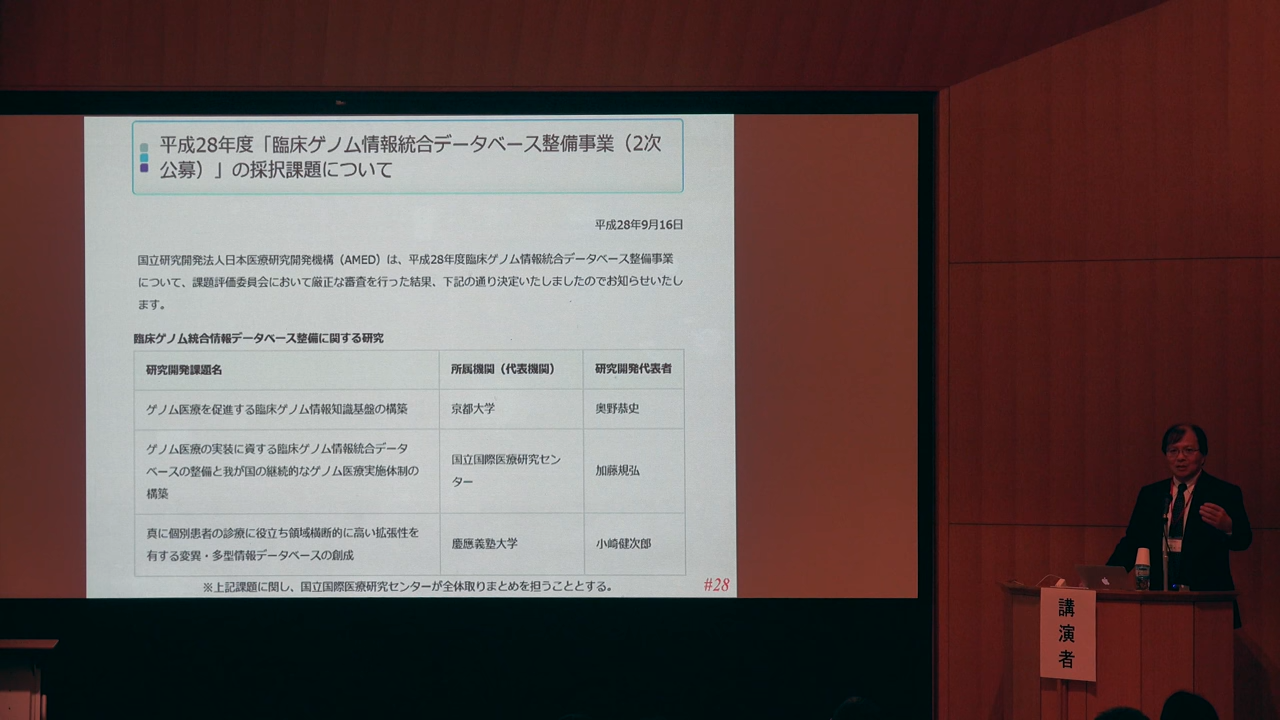 平成28年度「臨床ゲノム情報統合データベース整備事業（2次
公募）」の採択課題について
平成28年9月16日
国立研究開発法人日本医療研究開発機構（AMED）は、平成28年度臨床ゲノム情報統合データベース整備事業
について、課題評価委員会において厳正な審査を行った結果、下記の通り決定いたしましたのでお知らせいたし
ます。
臨床ゲノム統合情報データベース整備に関する研究
研究開発課題名
所属機関（代表機関）
研究開発代表者
ゲノム医療を促進する臨床ゲノム情報知識基盤の構築
京都大学
奥野恭史
ゲノム医療の実装に資する臨床ゲノム情報統合データ
ベースの整備と我が国の継続的なゲノム医療実施体制の
構築
国立国際医療研究セン
ター
加藤規弘
真に個別患者の診療に役立ち領域横断的に高い拡張性を
有する変異・多型情報データベースの創成
慶應義塾大学
小崎健次郎
※上記課題に関し、国立国際医療研究センターが全体取りまとめを担うこととする。
#28
講演者